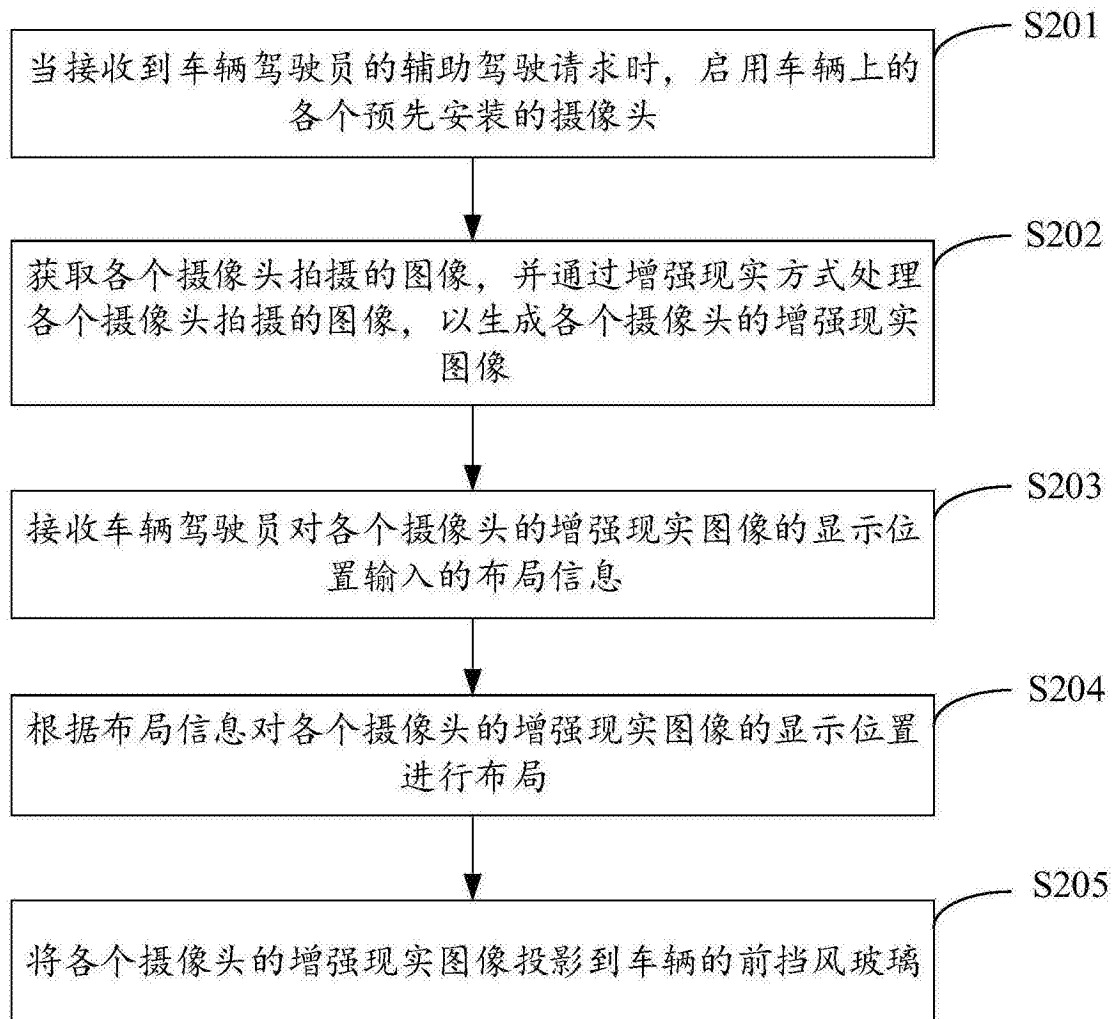 S201
当接收到车辆驾驶员的辅助驾驶请求时，启用车辆上的
各个预先安装的摄像头
S202
获取各个摄像头拍摄的图像，并通过增强现实方式处理
各个摄像头拍摄的图像，以生成各个摄像头的增强现实
图像
S203
接收车辆驾驶员对各个摄像头的增强现实图像的显示位
置输入的布局信息
S204
根据布局信息对各个摄像头的增强现实图像的显示位置
进行布局
S205
将各个摄像头的增强现实图像投影到车辆的前挡风玻璃